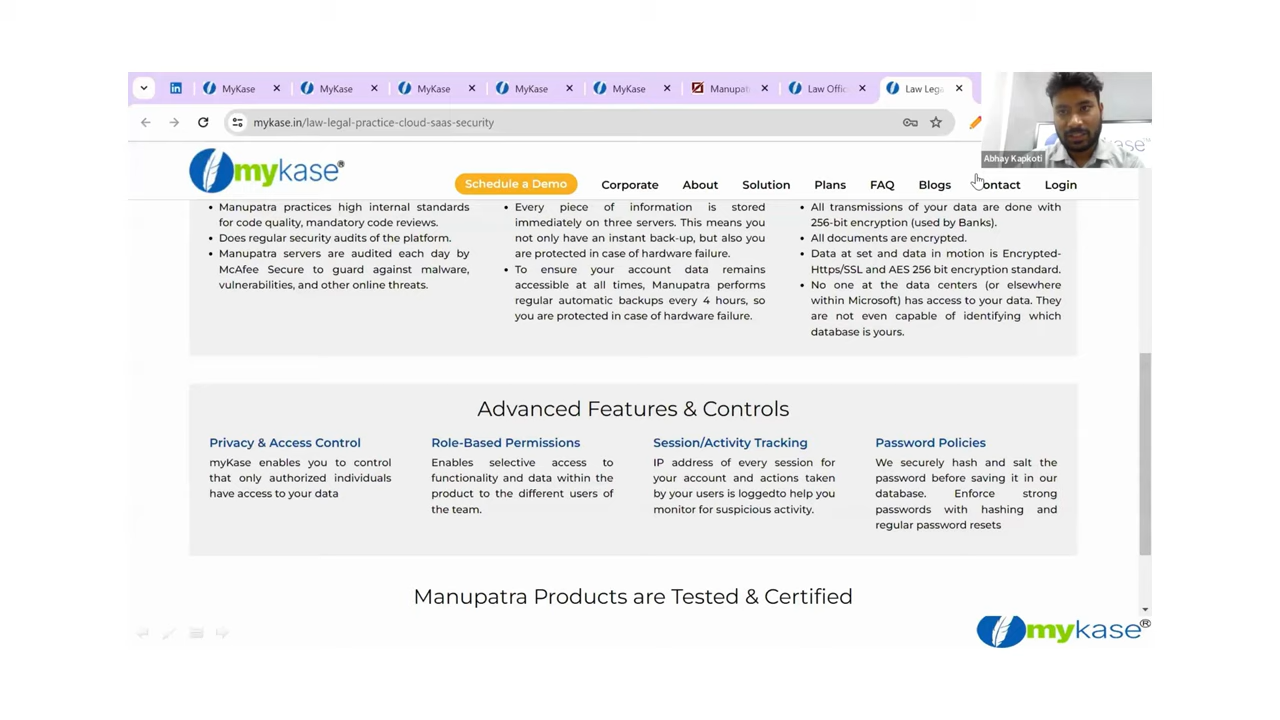 MyKase MyKase MyKase MyKase MyKase Manupat Law Offic Law Lega
mykase.in/law-legal-practice-cloud-saas-security
Abhay Kapkoti
mykase®
Schedule a Demo Corporate About Solution Plans FAQ Blogs Contact Login
• Manupatra practices high internal standards
for code quality, mandatory code reviews.
• Does regular security audits of the platform.
• Manupatra servers are audited each day by
McAfee Secure to guard against malware,
vulnerabilities, and other online threats.
• Every piece of information is stored
immediately on three servers. This means you
not only have an instant back-up, but also you
are protected in case of hardware failure.
• To ensure your account data remains
accessible at all times, Manupatra performs
regular automatic backups every 4 hours, so
you are protected in case of hardware failure.
• All transmissions of your data are done with
256-bit encryption (used by Banks).
• All documents are encrypted.
• Data at set and data in motion is Encrypted-
Https/SSL and AES 256 bit encryption standard.
• No one at the data centers (or elsewhere
within Microsoft) has access to your data. They
are not even capable of identifying which
database is yours.
Advanced Features & Controls
Privacy & Access Control
myKase enables you to control
that only authorized individuals
have access to your data
Role-Based Permissions
Enables selective access to
functionality and data within the
product to the different users of
the team.
Session/Activity Tracking
IP address of every session for
your account and actions taken
by your users is loggedto help you
monitor for suspicious activity.
Password Policies
We securely hash and salt the
password before saving it in our
database. Enforce strong
passwords with hashing and
regular password resets
Manupatra Products are Tested & Certified
mykase®